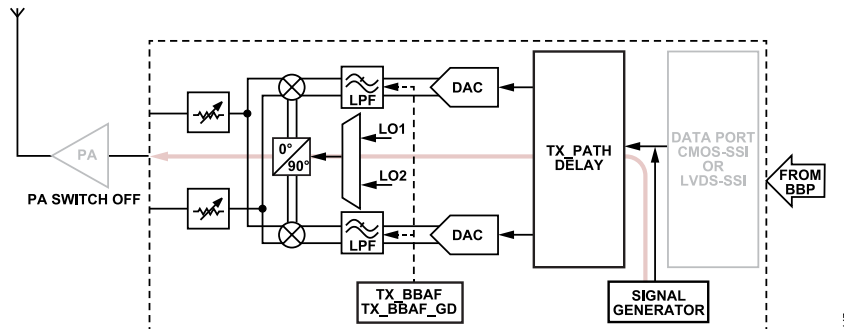 PA
PA SWITCH OFF
0°
90°
LPF
LO1
LO2
LPF
DAC
DAC
TX_PATH
DELAY
TX_BBAF
TX_BBAF_GD
DATA PORT
CMOS-SSI
OR
LVDS-SSI
FROM
BBP
SIGNAL
GENERATOR